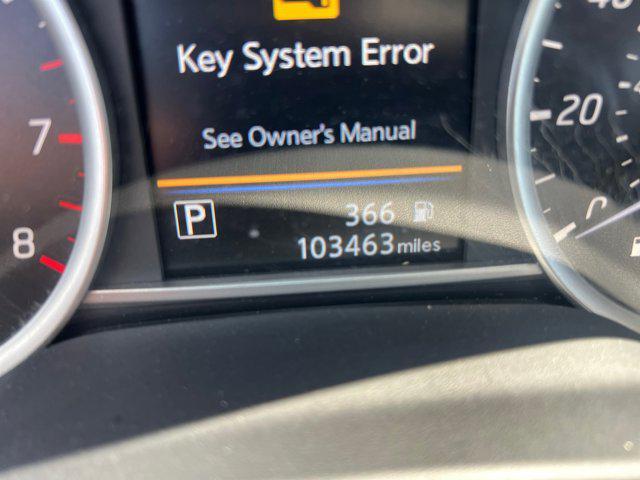 Key System Error
See Owner's Manual
7
20
P
366
8
103463 miles